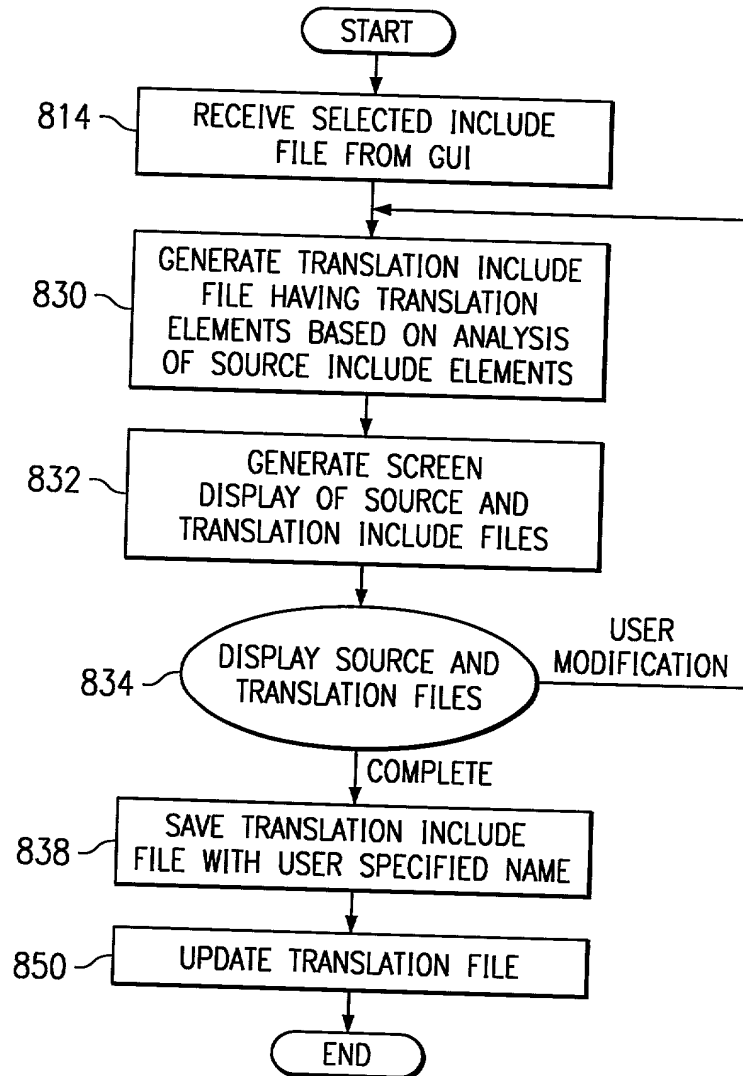 START
814
RECEIVE SELECTED INCLUDE
FILE FROM GUI
830
GENERATE TRANSLATION INCLUDE
FILE HAVING TRANSLATION
ELEMENTS BASED ON ANALYSIS
OF SOURCE INCLUDE ELEMENTS
832
GENERATE SCREEN
DISPLAY OF SOURCE AND
TRANSLATION INCLUDE FILES
834
DISPLAY SOURCE AND
TRANSLATION FILES
USER
MODIFICATION
COMPLETE
838
SAVE TRANSLATION INCLUDE
FILE WITH USER SPECIFIED NAME
850
UPDATE TRANSLATION FILE
END